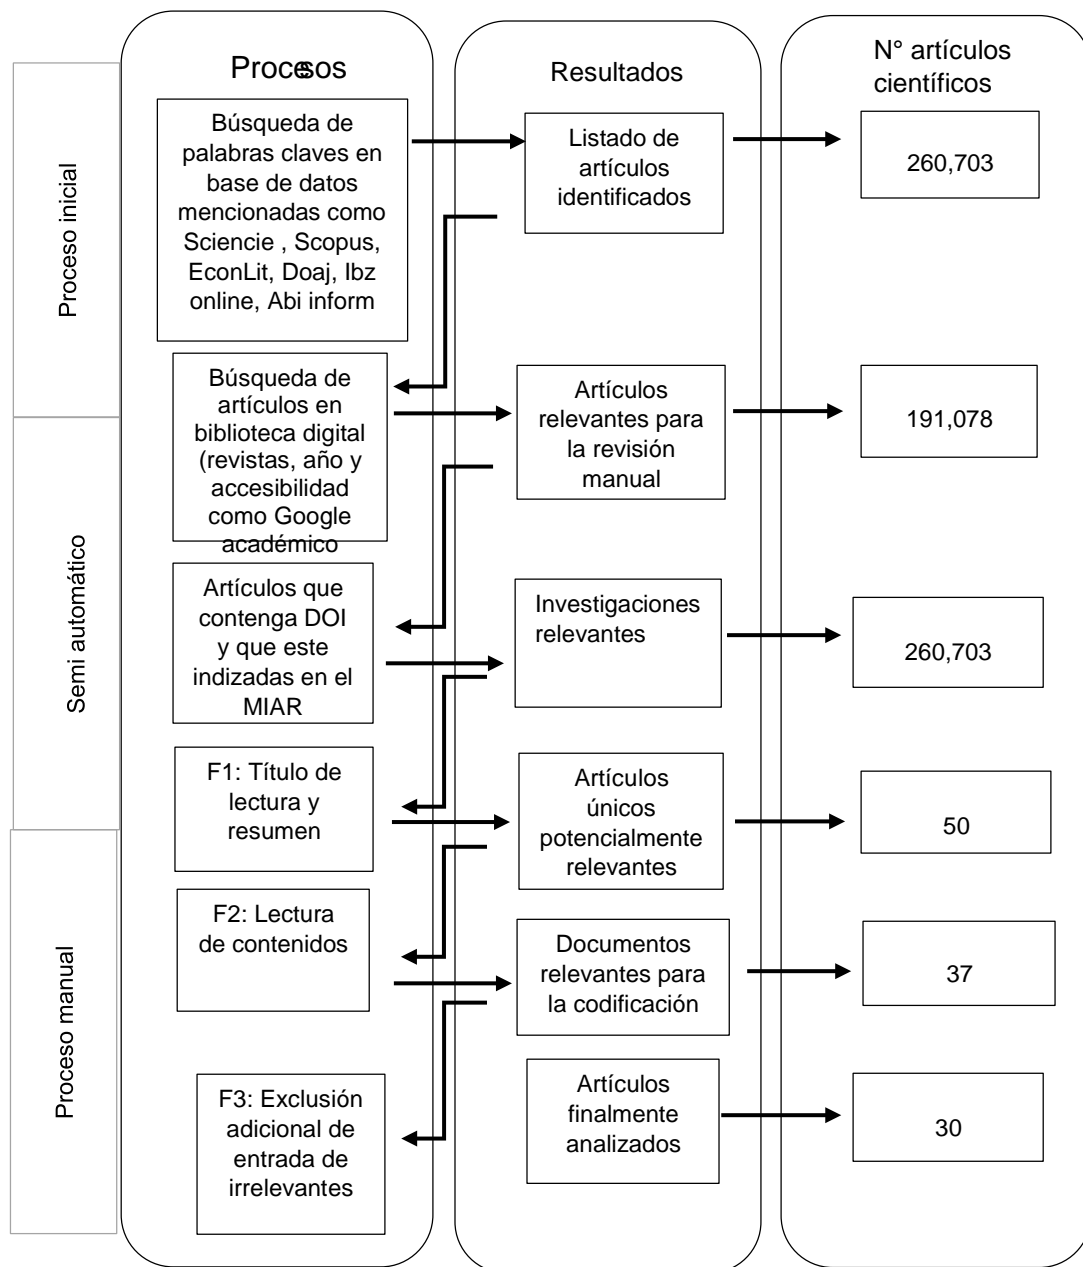 Procesos
Resultados
N° artículos
científicos
Proceso inicial
Búsqueda de
palabras claves en
base de datos
mencionadas como
Sciencie , Scopus,
EconLit, Doaj, Ibz
online, Abi inform
Listado de
artículos
identificados
260,703
Búsqueda de
artículos en
biblioteca digital
(revistas, año y
accesibilidad
como Google
académico
Artículos
relevantes para
la revisión
manual
191,078
Semi automático
Artículos que
contenga DOI
y que este
indizadas en el
MIAR
Investigaciones
relevantes
260,703
F1: Título de
lectura y
resumen
Artículos
únicos
potencialmente
relevantes
50
Proceso manual
F2: Lectura
de contenidos
Documentos
relevantes para
la codificación
37
F3: Exclusión
adicional de
entrada de
irrelevantes
Artículos
finalmente
analizados
30